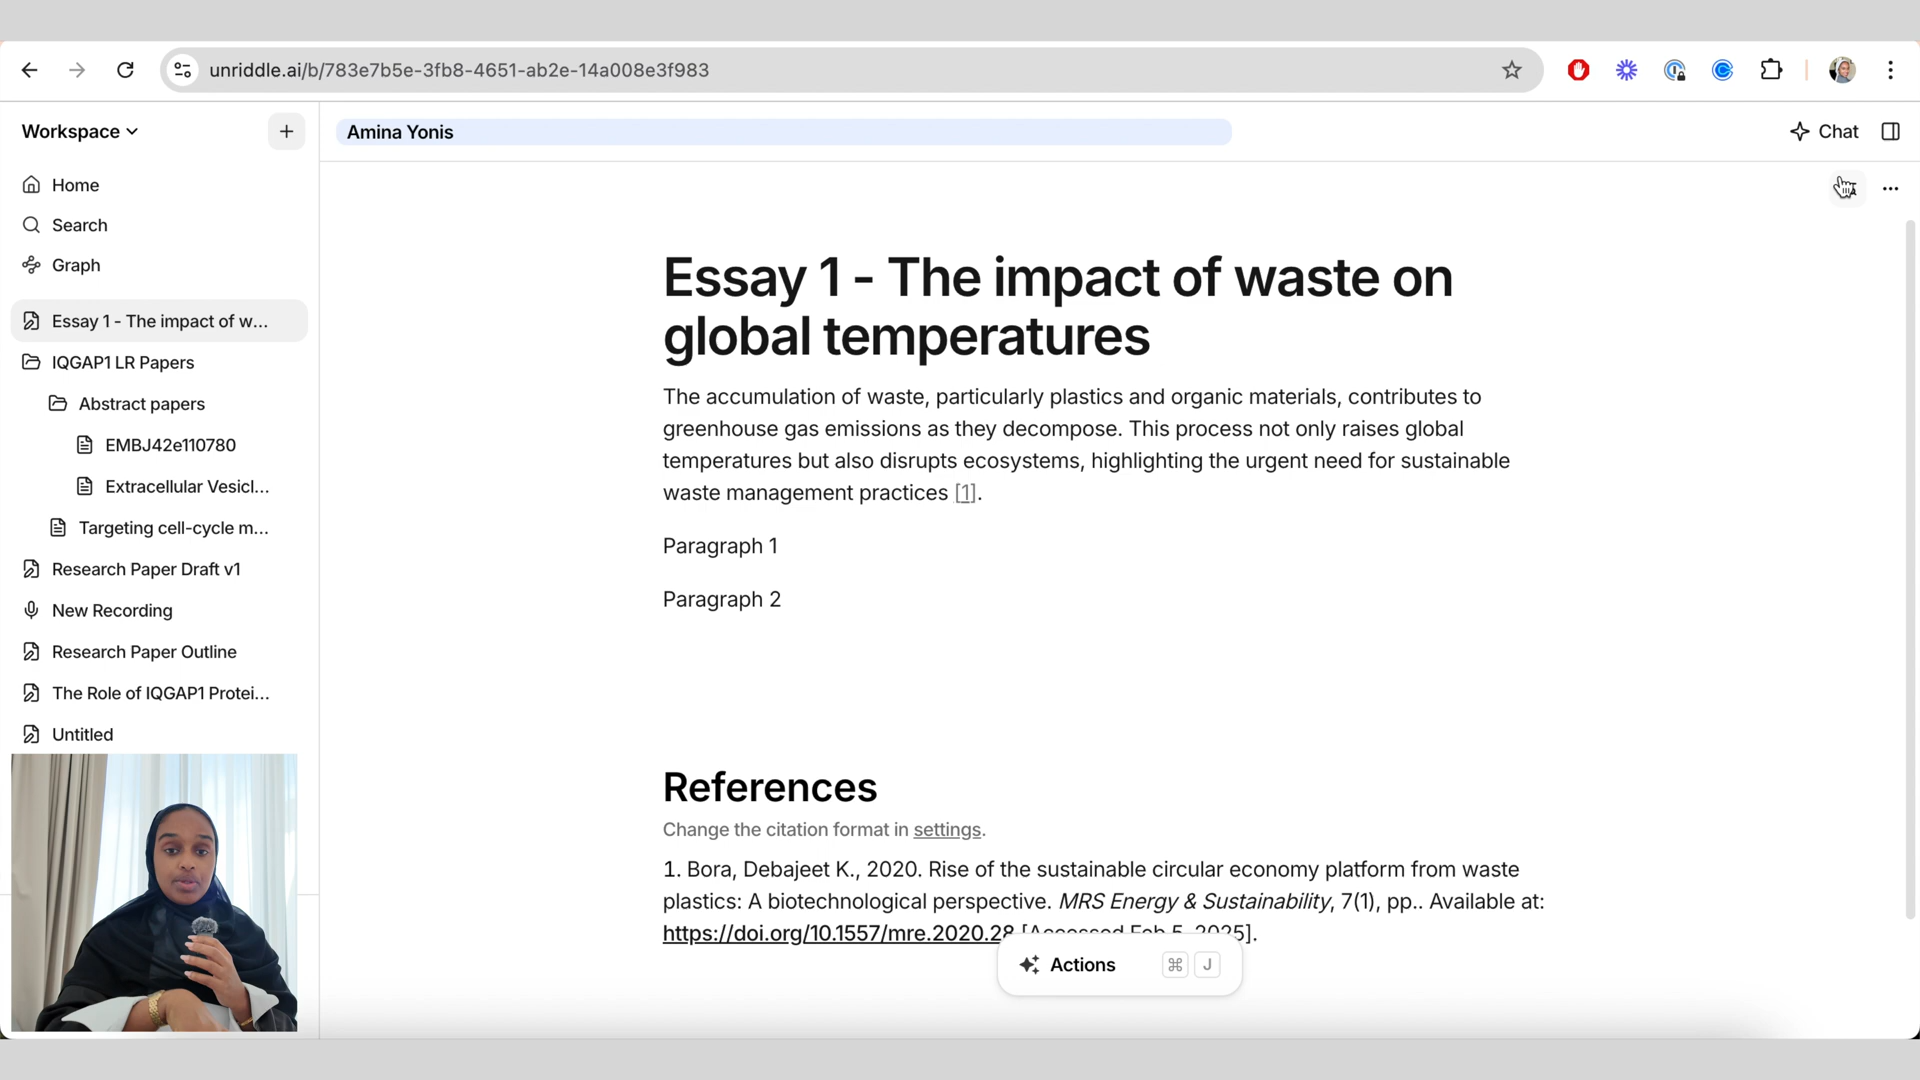 unriddle.ai/b/783e7b5e-3fb8-4651-ab2e-14a008e3f983
Workspace
Amina Yonis
Chat
Home
Search
Graph
Essay 1 - The impact of w...
IQGAP1 LR Papers
Abstract papers
EMBJ42e110780
Extracellular Vesicl...
Targeting cell-cycle m...
Research Paper Draft v1
New Recording
Research Paper Outline
The Role of IQGAP1 Protei...
Untitled
Essay 1 - The impact of waste on
global temperatures
The accumulation of waste, particularly plastics and organic materials, contributes to
greenhouse gas emissions as they decompose. This process not only raises global
temperatures but also disrupts ecosystems, highlighting the urgent need for sustainable
waste management practices [1].
Paragraph 1
Paragraph 2
References
Change the citation format in settings.
1. Bora, Debajeet K., 2020. Rise of the sustainable circular economy platform from waste
plastics: A biotechnological perspective. MRS Energy & Sustainability, 7(1), pp.. Available at:
https://doi.org/10.1557/mre.2020.28 [Accessed Feb 5, 2025].
Actions ⌘ J